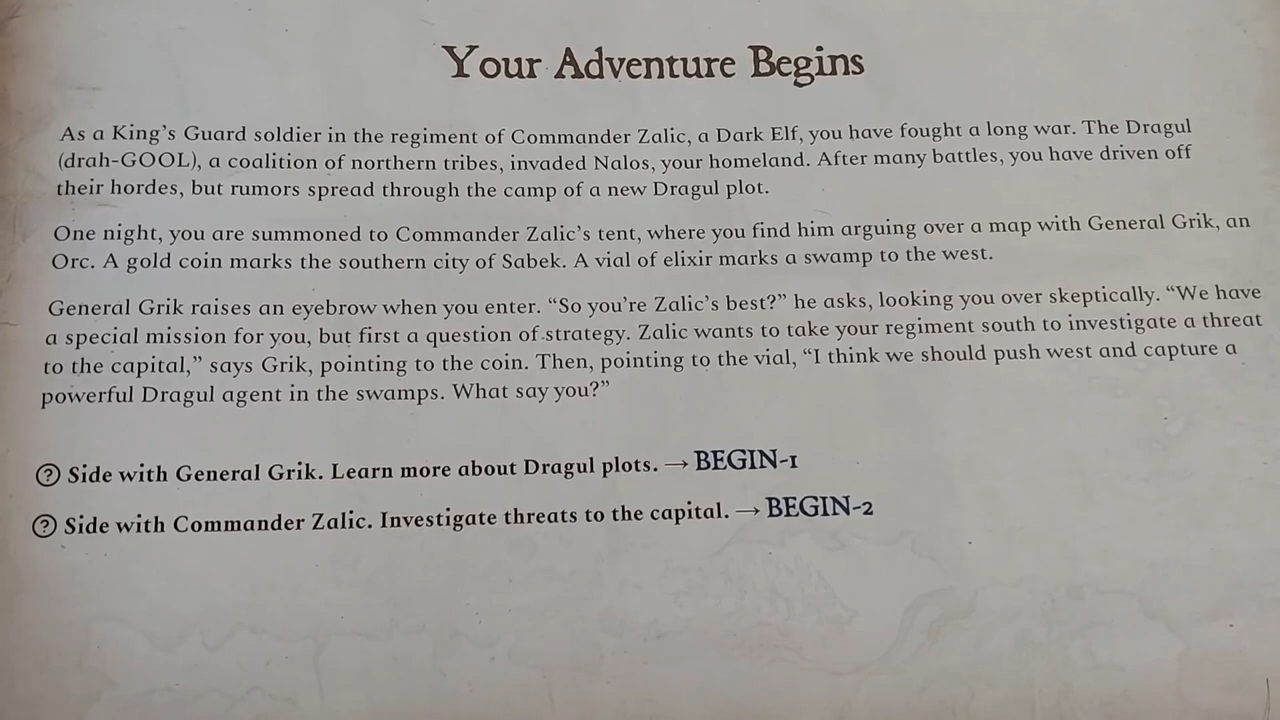 Your Adventure Begins
As a King's Guard soldier in the regiment of Commander Zalic, a Dark Elf, you have fought a long war. The Dragul
(drah-GOOL), a coalition of northern tribes, invaded Nalos, your homeland. After many battles, you have driven off
their hordes, but rumors spread through the camp of a new Dragul plot.
One night, you are summoned to Commander Zalic's tent, where you find him arguing over a map with General Grik, an
Orc. A gold coin marks the southern city of Sabek. A vial of elixir marks a swamp to the west.
General Grik raises an eyebrow when you enter. “So you're Zalic's best?” he asks, looking you over skeptically. “We have
a special mission for you, but first a question of strategy. Zalic wants to take your regiment south to investigate a threat
to the capital,” says Grik, pointing to the coin. Then, pointing to the vial, “I think we should push west and capture a
powerful Dragul agent in the swamps. What say you?”
? Side with General Grik. Learn more about Dragul plots. → BEGIN-1
? Side with Commander Zalic. Investigate threats to the capital. → BEGIN-2